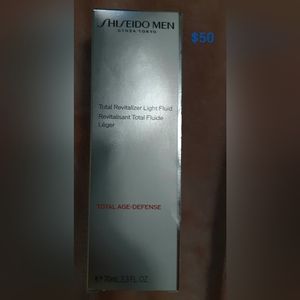 SHISEIDO MEN
GINZA TOKYO
$50
Total Revitalizer Light Fluid
Revitalisant Total Fluide
Léger
TOTAL AGE-DEFENSE
e 70mL 2.3 FL. OZ.